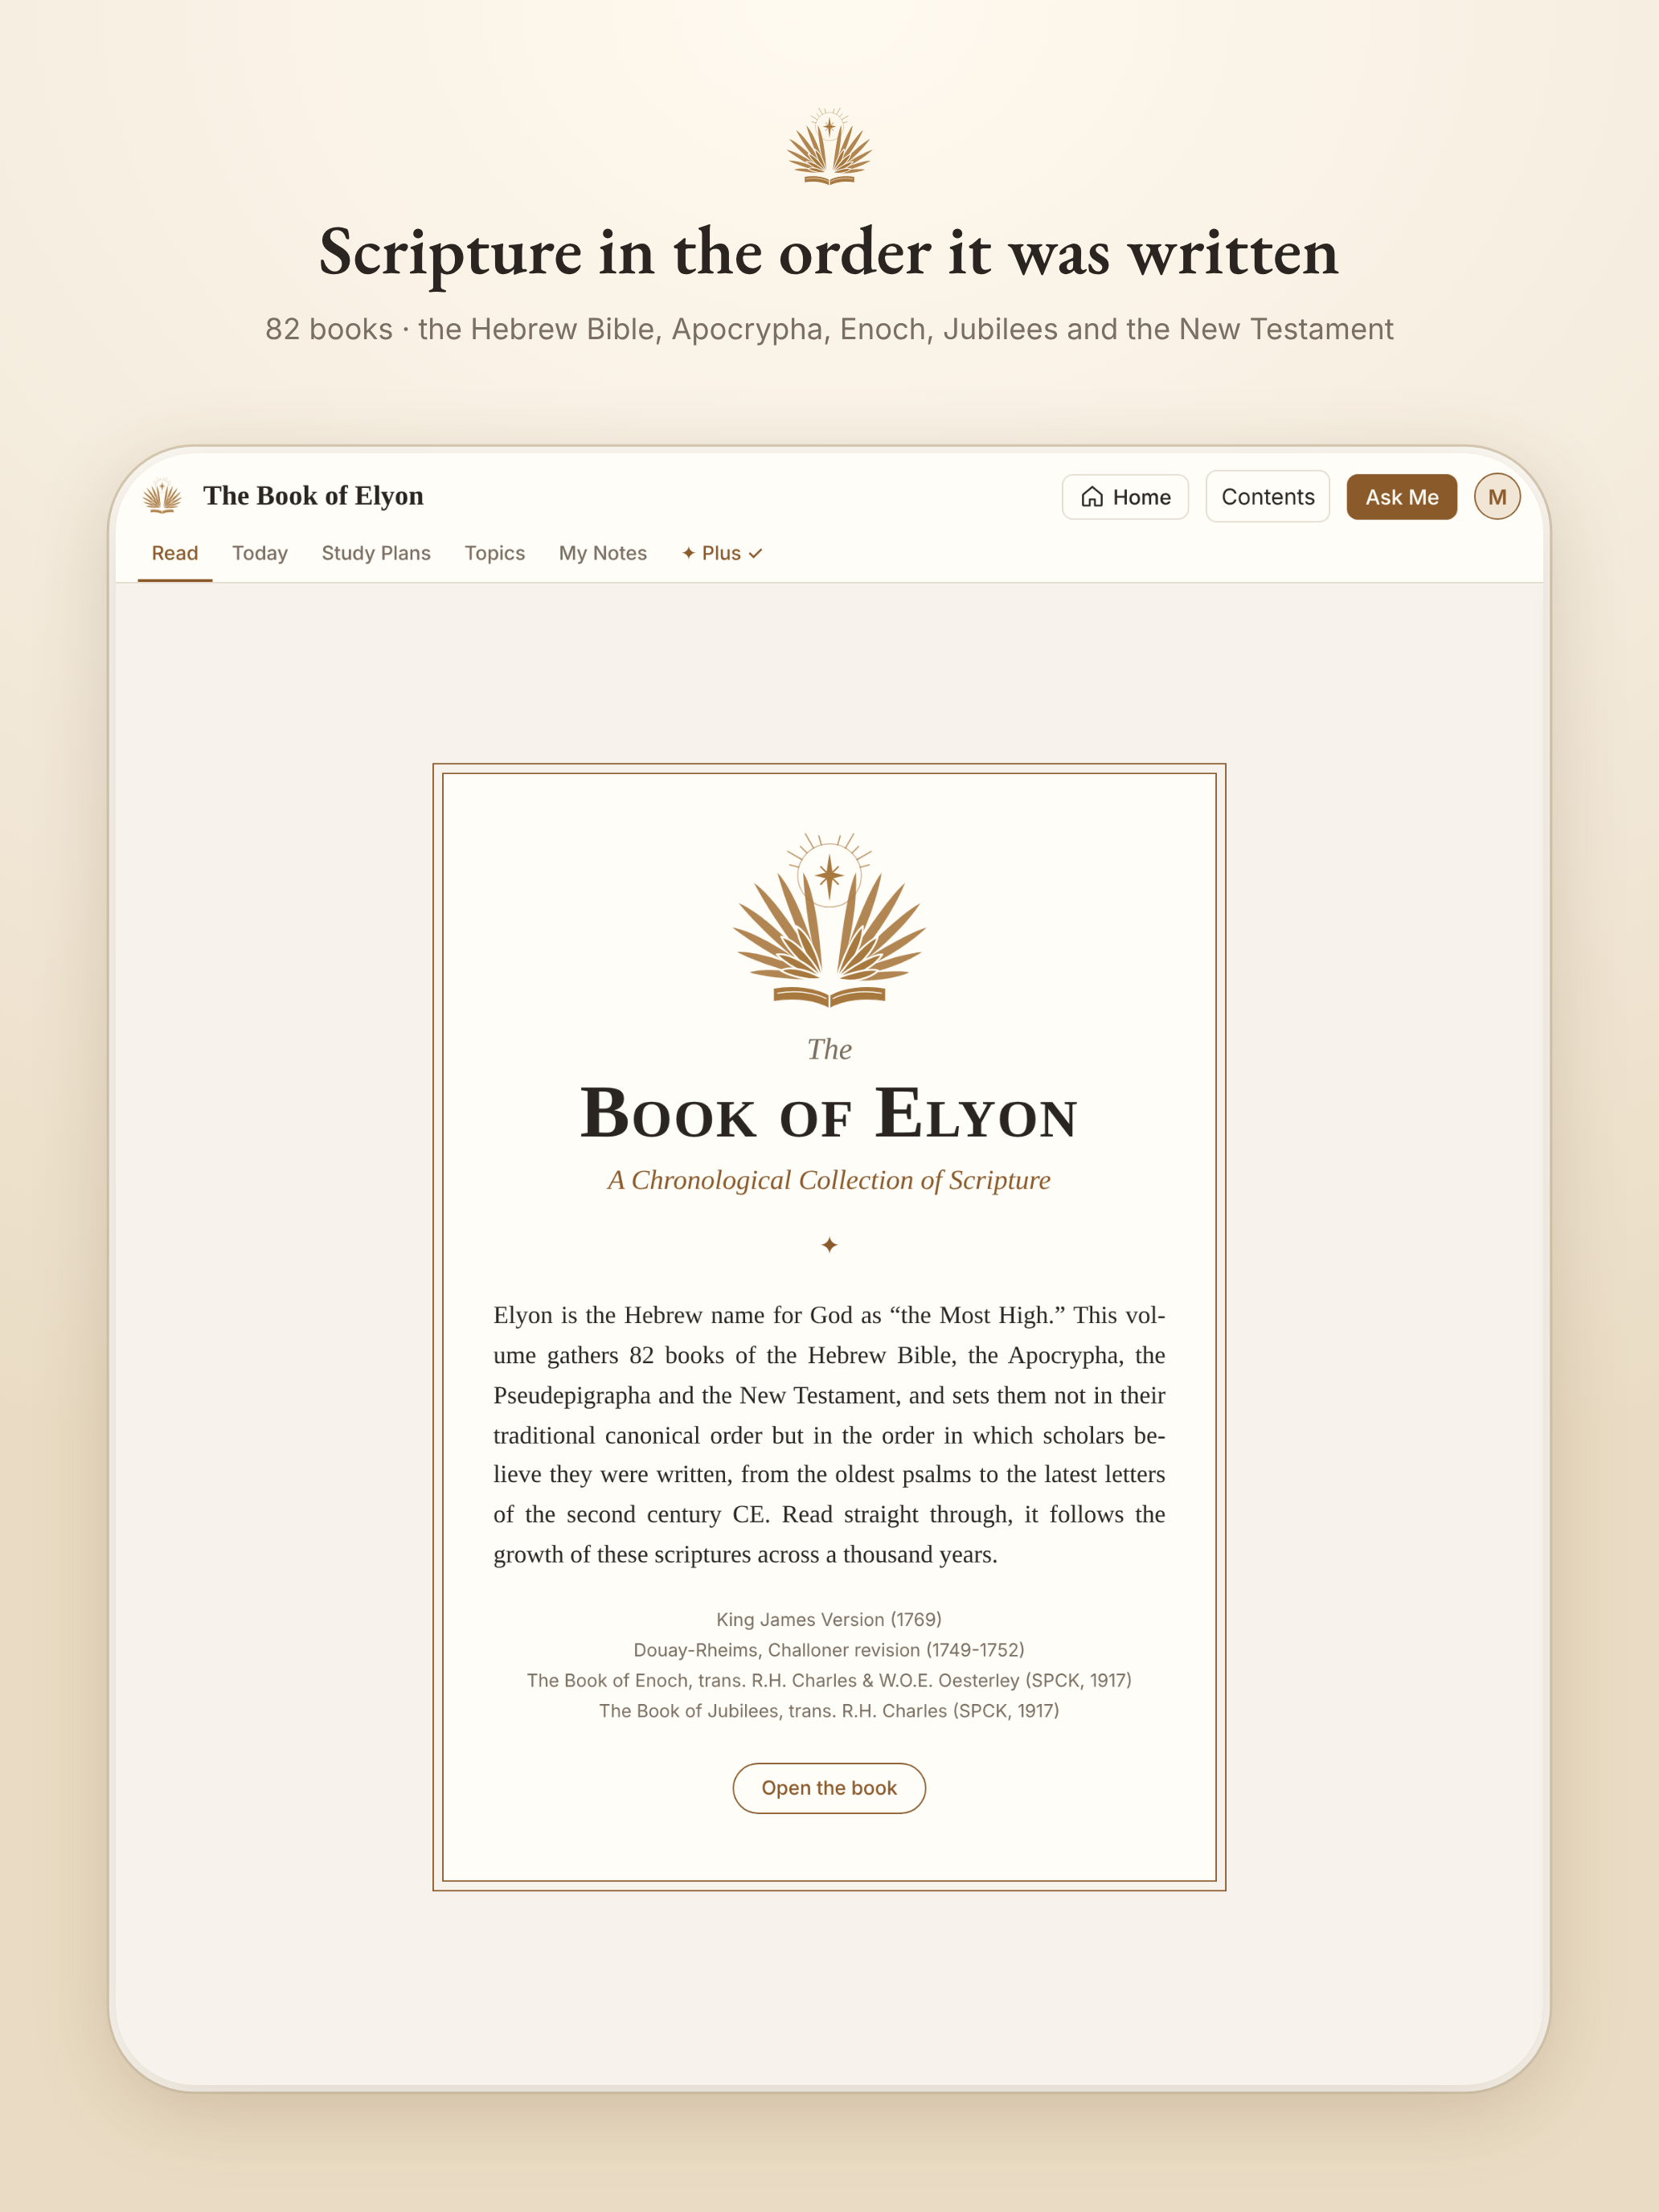 Scripture in the order it was written
82 books · the Hebrew Bible, Apocrypha, Enoch, Jubilees and the New Testament
The Book of Elyon
Home
Contents
Ask Me
M
Read
Today
Study Plans
Topics
My Notes
✦ Plus ✓
The
BOOK OF ELYON
A Chronological Collection of Scripture
✦
Elyon is the Hebrew name for God as “the Most High.” This vol-
ume gathers 82 books of the Hebrew Bible, the Apocrypha, the
Pseudepigrapha and the New Testament, and sets them not in their
traditional canonical order but in the order in which scholars be-
lieve they were written, from the oldest psalms to the latest letters
of the second century CE. Read straight through, it follows the
growth of these scriptures across a thousand years.
King James Version (1769)
Douay-Rheims, Challoner revision (1749-1752)
The Book of Enoch, trans. R.H. Charles & W.O.E. Oesterley (SPCK, 1917)
The Book of Jubilees, trans. R.H. Charles (SPCK, 1917)
Open the book